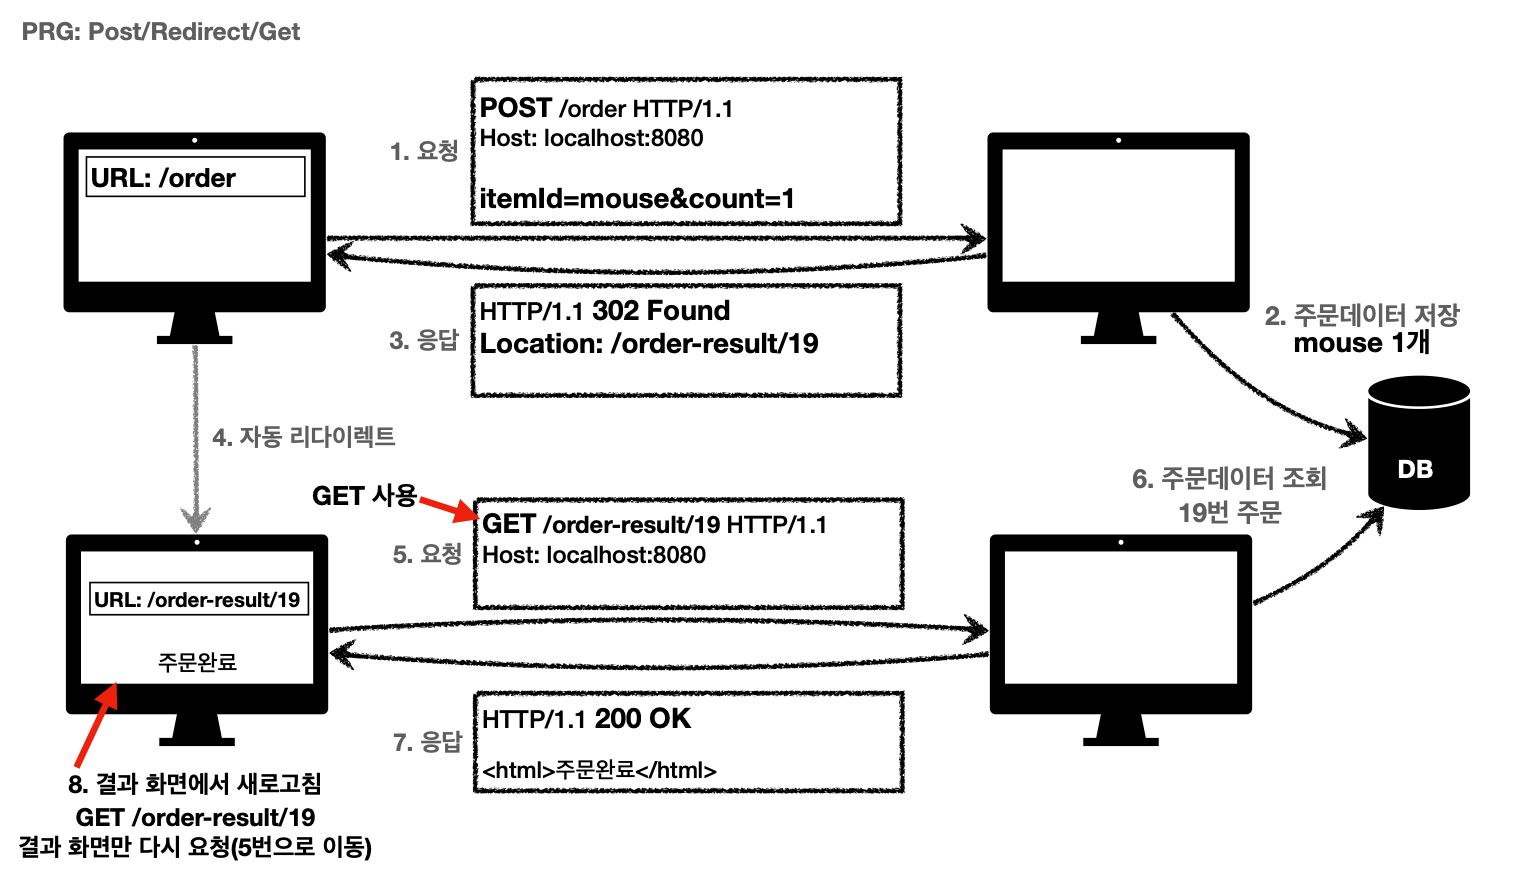 PRG: Post/Redirect/Get
URL: /order
1. 요청
POST /order HTTP/1.1
Host: localhost:8080
itemId=mouse&count=1
2. 주문데이터 저장
mouse 1개
3. 응답
HTTP/1.1 302 Found
Location: /order-result/19
4. 자동 리다이렉트
DB
GET 사용
5. 요청
GET /order-result/19 HTTP/1.1
Host: localhost:8080
6. 주문데이터 조회
19번 주문
URL: /order-result/19
주문완료
7. 응답
HTTP/1.1 200 OK
<html>주문완료</html>
8. 결과 화면에서 새로고침
GET /order-result/19
결과 화면만 다시 요청(5번으로 이동)